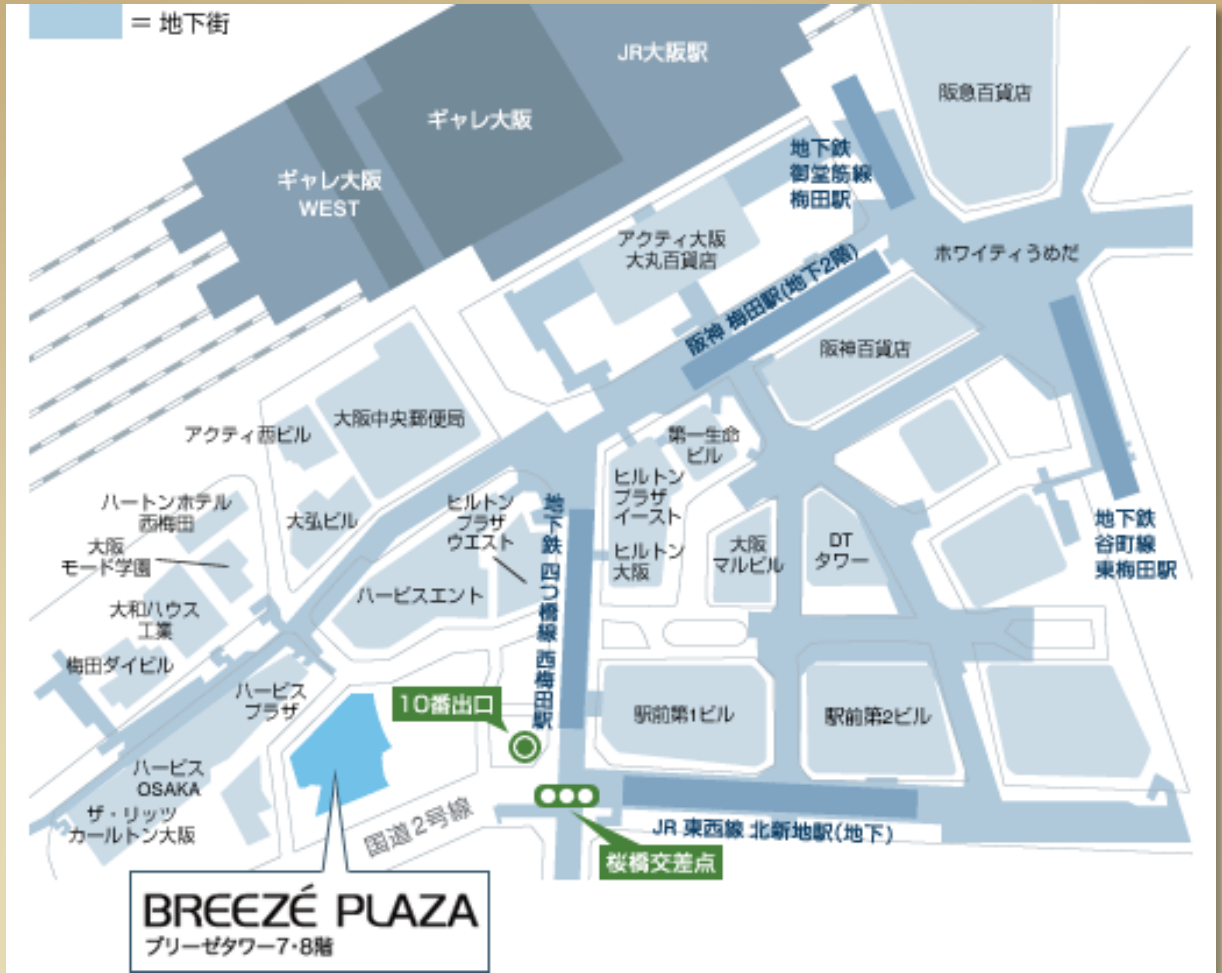 = 地下街
JR大阪駅
阪急百貨店
ギャレ大阪
地下鉄
御堂筋線
梅田駅
ギャレ大阪
WEST
アクティ大阪
大丸百貨店
ホワイティうめだ
阪神 梅田駅(地下2階)
阪神百貨店
大阪中央郵便局
アクティ西ビル
第一生命
ビル
ヒルトン
プラザ
イースト
ハートンホテル
西梅田
大弘ビル
ヒルトン
プラザ
ウエスト
地下鉄 四つ橋線 西梅田駅
地下鉄
谷町線
東梅田駅
大阪
モード学園
ヒルトン
大阪
大阪
マルビル
DT
タワー
ハービスエント
大和ハウス
工業
梅田ダイビル
ハービス
プラザ
10番出口
駅前第1ビル
駅前第2ビル
ハービス
OSAKA
ザ・リッツ
カールトン大阪
国道2号線
JR 東西線 北新地駅(地下)
桜橋交差点
BREEZÉ PLAZA
ブリーゼタワー7・8階